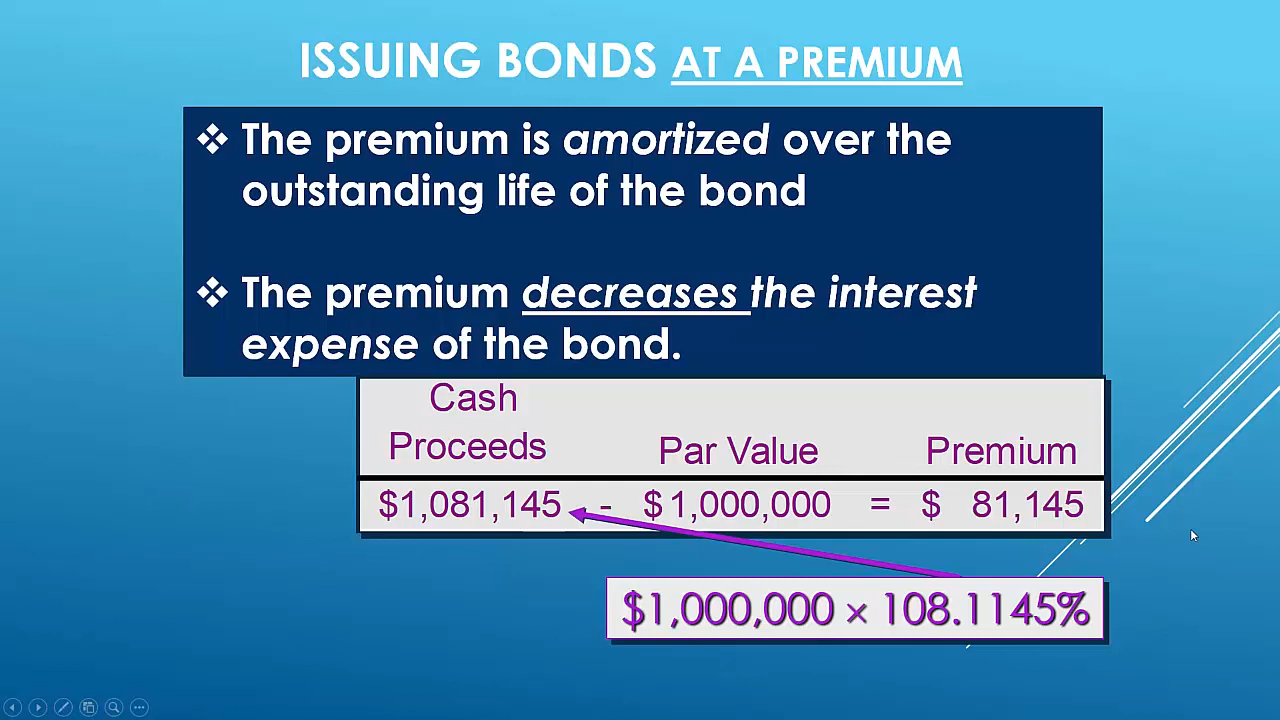 ISSUING BONDS AT A PREMIUM
❖ The premium is amortized over the
outstanding life of the bond
❖ The premium decreases the interest
expense of the bond.
Cash
Proceeds Par Value Premium
$1,081,145 - $1,000,000 = $ 81,145
$1,000,000 × 108.1145%